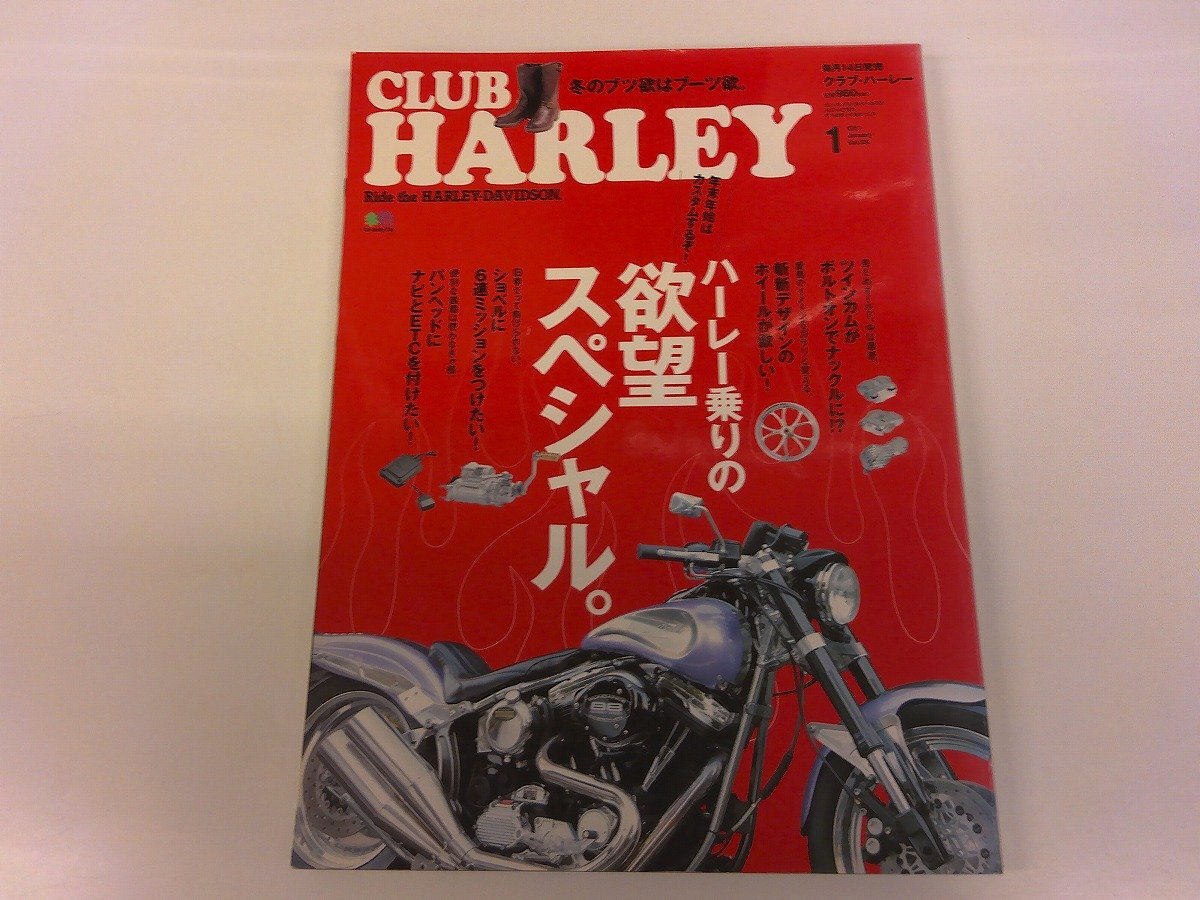 CLUB
HARLEY
Ride the HARLEY-DAVIDSON.
冬のブツ欲はブーツ欲。
毎月14日発売
クラブ・ハーレー
1
年末年始は
カスタムするぞ!
ハーレー乗りの
欲望
スペシャル。
ツインカムが
ボルトオンでナックルに!?
斬新デザインの
ホイールが欲しい!
ショベルに
6速ミッションをつけたい!
パンヘッドに
ナビとETCを付けたい!
88